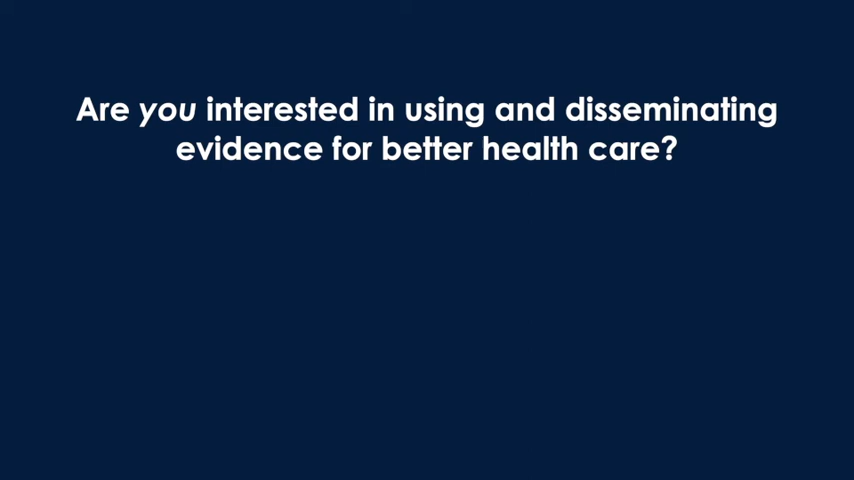 Are you interested in using and disseminating
evidence for better health care?